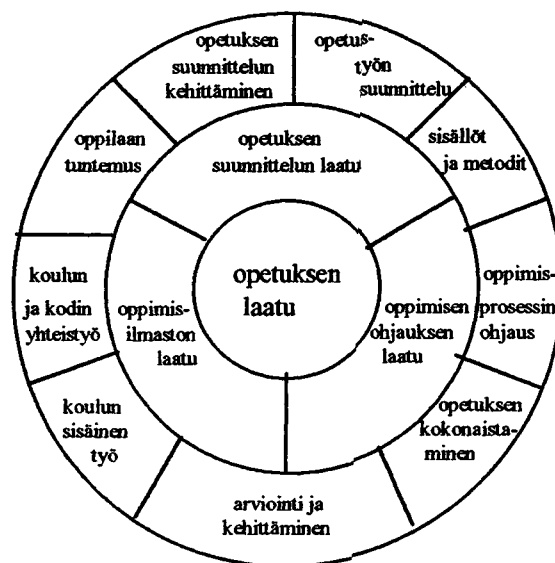 opetuksen
suunnittelun
kehittäminen
opetus-
työn
suunnittelu
sisällöt
ja metodit
oppimis-
prosessin
ohjaus
opetuksen
kokonaista-
minen
arviointi ja
kehittäminen
koulun
sisäinen
työ
koulun
ja kodin
yhteistyö
oppilaan
tuntemus
opetuksen
suunnittelun laatu
oppimisen
ohjauksen
laatu
oppimis-
ilmaston
laatu
opetuksen
laatu